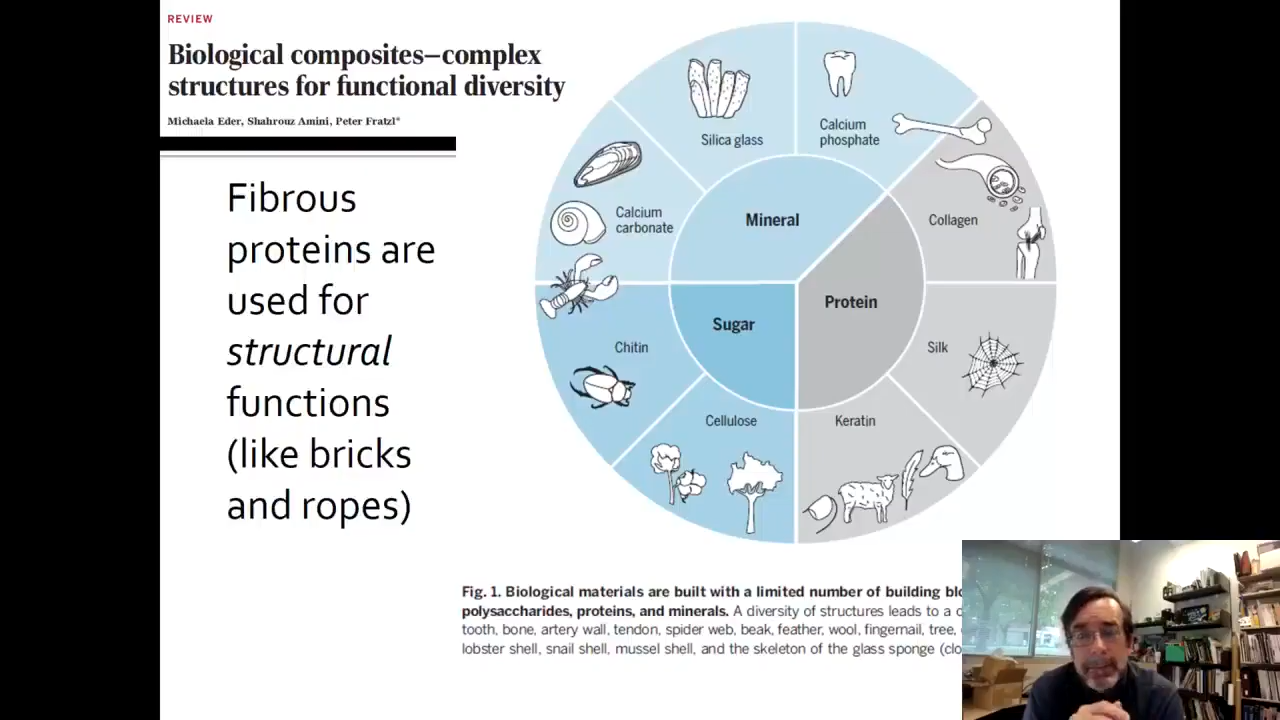 REVIEW
Biological composites—complex
structures for functional diversity
Michaela Eder, Shahrouz Amini, Peter Fratzl*
Fibrous
proteins are
used for
structural
functions
(like bricks
and ropes)
Silica glass
Calcium
phosphate
Calcium
carbonate
Mineral
Collagen
Protein
Sugar
Chitin
Silk
Cellulose
Keratin
Fig. 1. Biological materials are built with a limited number of building
polysaccharides, proteins, and minerals. A diversity of structures leads to a
tooth, bone, artery wall, tendon, spider web, beak, feather, wool, fingernail, tree,
lobster shell, snail shell, mussel shell, and the skeleton of the glass sponge